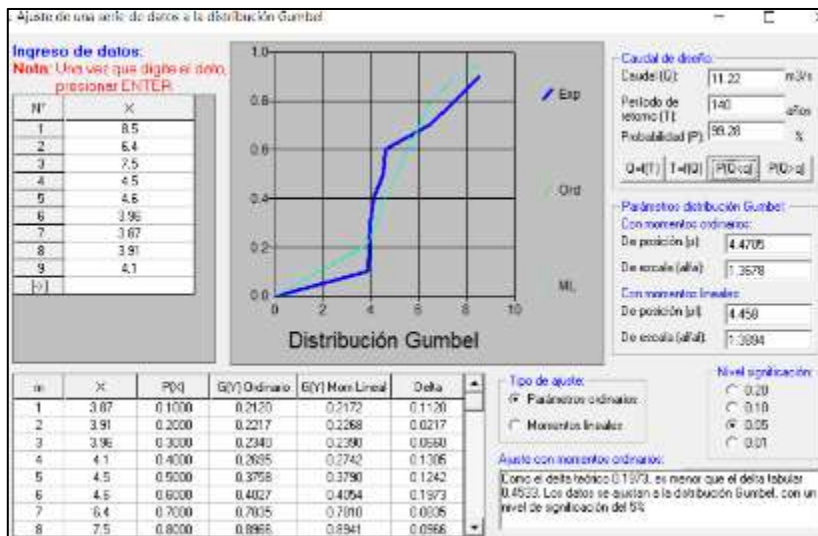 Ajuste de una serie de datos a la distribución Gumbel
Ingreso de datos:
Nota: Una vez que digite el dato,
presionar ENTER
N° X
1 8.5
2 6.4
3 7.5
4 4.5
5 4.6
6 3.96
7 3.87
8 3.91
9 4.1
[*]
1.0
0.8
0.6
0.4
0.2
0.0
0 2 4 6 8 10
Exp
Ord
ML
Distribución Gumbel
Caudal de diseño:
Caudal (Q): 11.22 m3/s
Período de
retorno (T): 140 años
Probabilidad (P): 99.28 %
Q=f(T) T=f(Q) P(Q<q) P(Q>q)
Parámetros distribución Gumbel:
Con momentos ordinarios:
De posición (µ): 4.4705
De escala (alfa): 1.3678
Con momentos lineales:
De posición (µl): 4.458
De escala (alfal): 1.3894
m X P(X) G(Y) Ordinario G(Y) Mom Lineal Delta
1 3.87 0.1000 0.2120 0.2172 0.1120
2 3.91 0.2000 0.2217 0.2268 0.0217
3 3.96 0.3000 0.2340 0.2390 0.0660
4 4.1 0.4000 0.2695 0.2742 0.1305
5 4.5 0.5000 0.3758 0.3790 0.1242
6 4.6 0.6000 0.4027 0.4054 0.1973
7 6.4 0.7000 0.7835 0.7810 0.0835
8 7.5 0.8000 0.8966 0.8941 0.0966
Tipo de ajuste:
Parámetros ordinarios
Momentos lineales
Nivel significación:
0.20
0.10
0.05
0.01
Ajuste con momentos ordinarios:
Como el delta teórico 0.1973, es menor que el delta tabular
0.4533. Los datos se ajustan a la distribución Gumbel, con un
nivel de significación del 5%